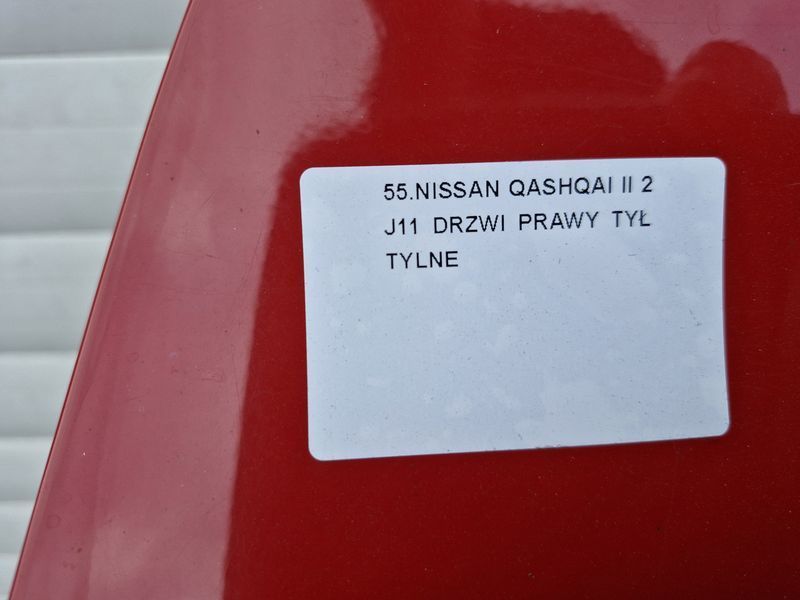 55.NISSAN QASHQAI II 2
J11 DRZWI PRAWY TYŁ
TYLNE